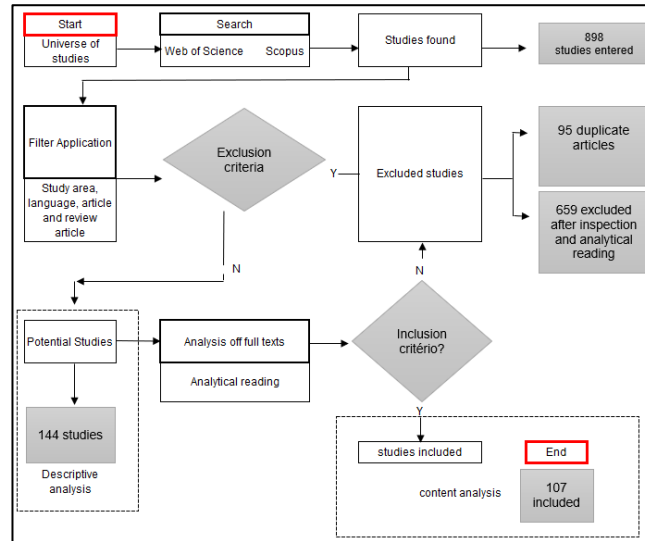 Start
Universe of
studies
Search
Web of Science Scopus
Studies found
898
studies entered
Filter Application
Study area,
language, article
and review
article
Exclusion
criteria
Y
Excluded studies
95 duplicate
articles
659 excluded
after inspection
and analytical
reading
N
N
Potential Studies
144 studies
Descriptive
analysis
Analysis off full texts
Analytical reading
Inclusion
critério?
Y
studies included
End
content analysis
107
included